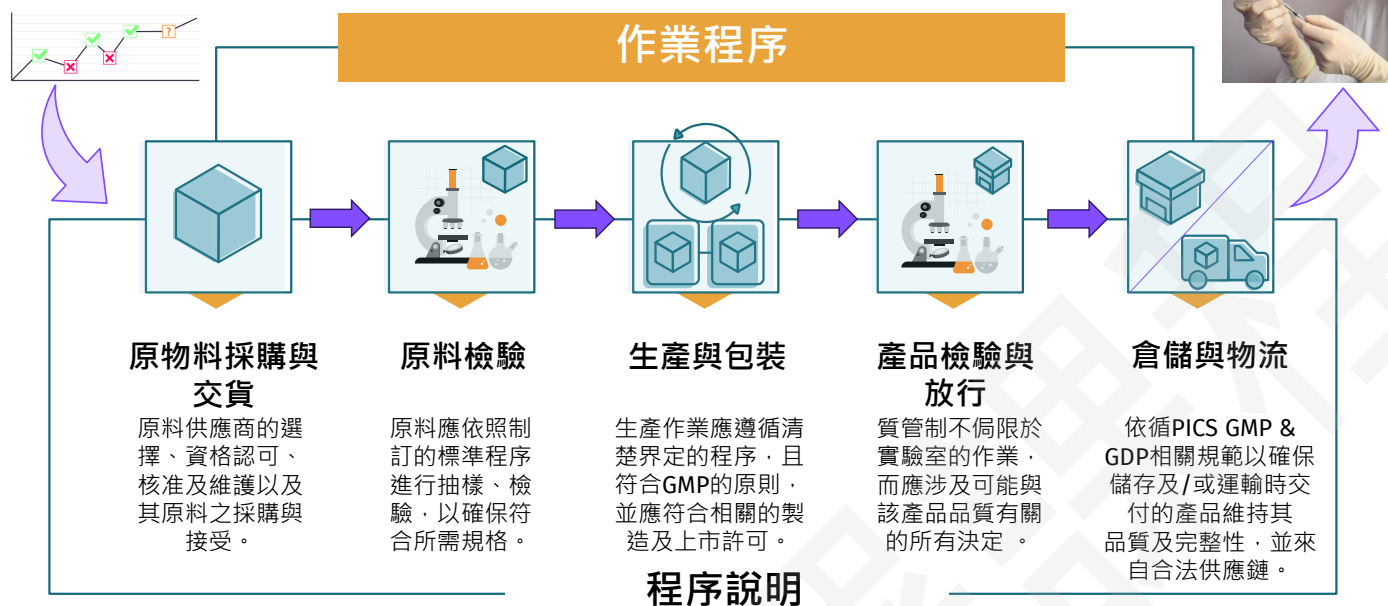 作業程序
?
原物料採購與
交貨
原料供應商的選
擇、資格認可、
核准及維護以及
其原料之採購與
接受。
原料檢驗
原料應依照制
訂的標準程序
進行抽樣、檢
驗，以確保符
合所需規格。
生產與包裝
生產作業應遵循清
楚界定的程序，且
符合GMP的原則，
並應符合相關的製
造及上市許可。
產品檢驗與
放行
質管制不侷限於
實驗室的作業，
而應涉及可能與
該產品品質有關
的所有決定 。
倉儲與物流
依循PICS GMP &
GDP相關規範以確保
儲存及/或運輸時交
付的產品維持其
品質及完整性，並來
自合法供應鏈。
程序說明